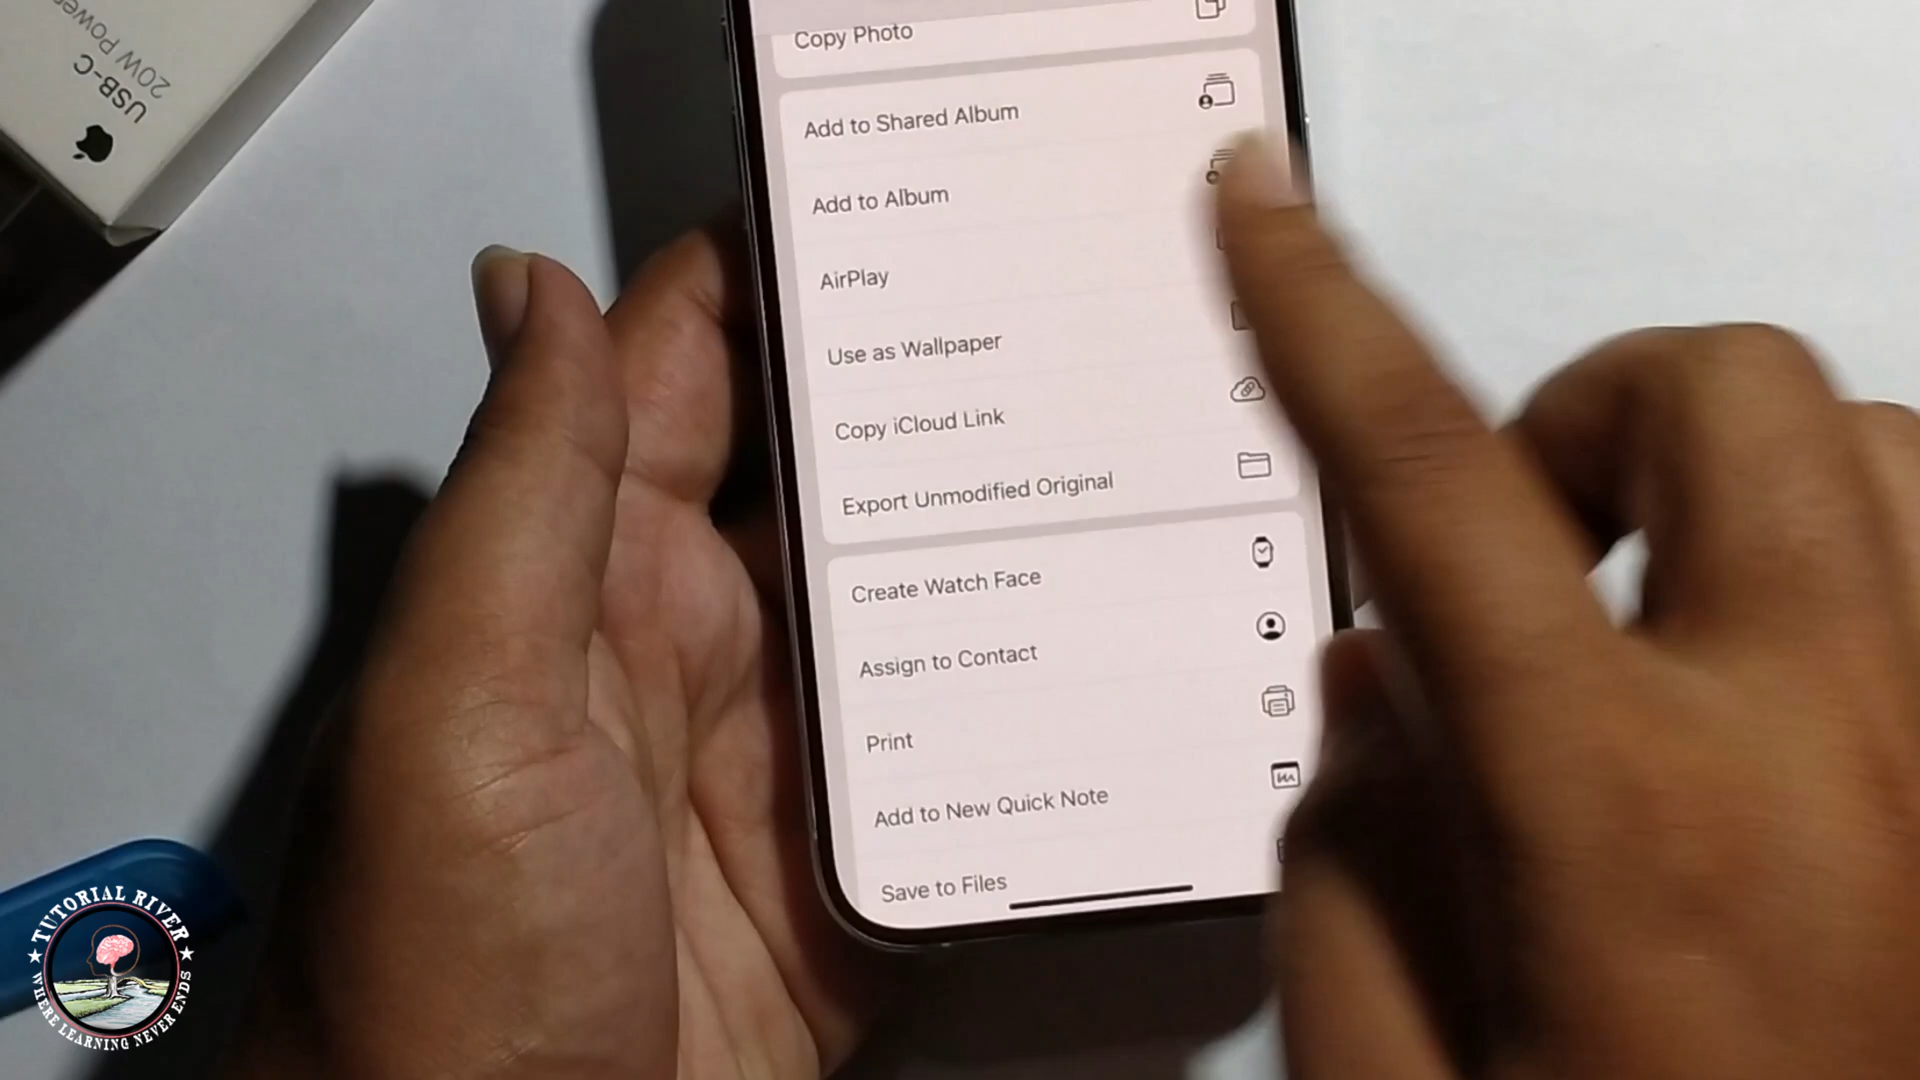 20W Power
USB-C
Copy Photo
Add to Shared Album
Add to Album
AirPlay
Use as Wallpaper
Copy iCloud Link
Export Unmodified Original
Create Watch Face
Assign to Contact
Print
Add to New Quick Note
Save to Files
TUTORIAL RIVER
WHERE LEARNING NEVER ENDS